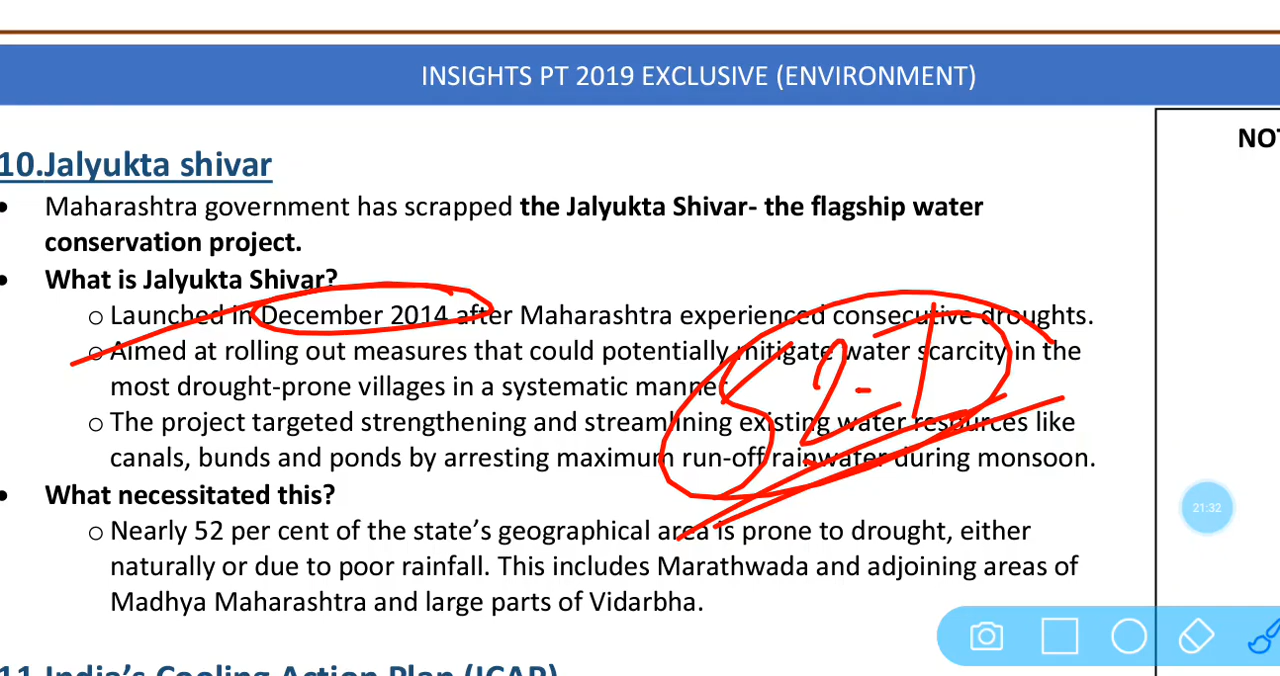 INSIGHTS PT 2019 EXCLUSIVE (ENVIRONMENT)
NOT
10.Jalyukta shivar
• Maharashtra government has scrapped the Jalyukta Shivar- the flagship water
conservation project.
• What is Jalyukta Shivar?
o Launched in December 2014 after Maharashtra experienced consecutive droughts.
o Aimed at rolling out measures that could potentially mitigate water scarcity in the
most drought-prone villages in a systematic manner
o The project targeted strengthening and streamlining existing water resources like
canals, bunds and ponds by arresting maximum run-off rainwater during monsoon.
• What necessitated this?
o Nearly 52 per cent of the state's geographical area is prone to drought, either
naturally or due to poor rainfall. This includes Marathwada and adjoining areas of
Madhya Maharashtra and large parts of Vidarbha.
21:32
11.India's Cooling Action Plan (ICAP)